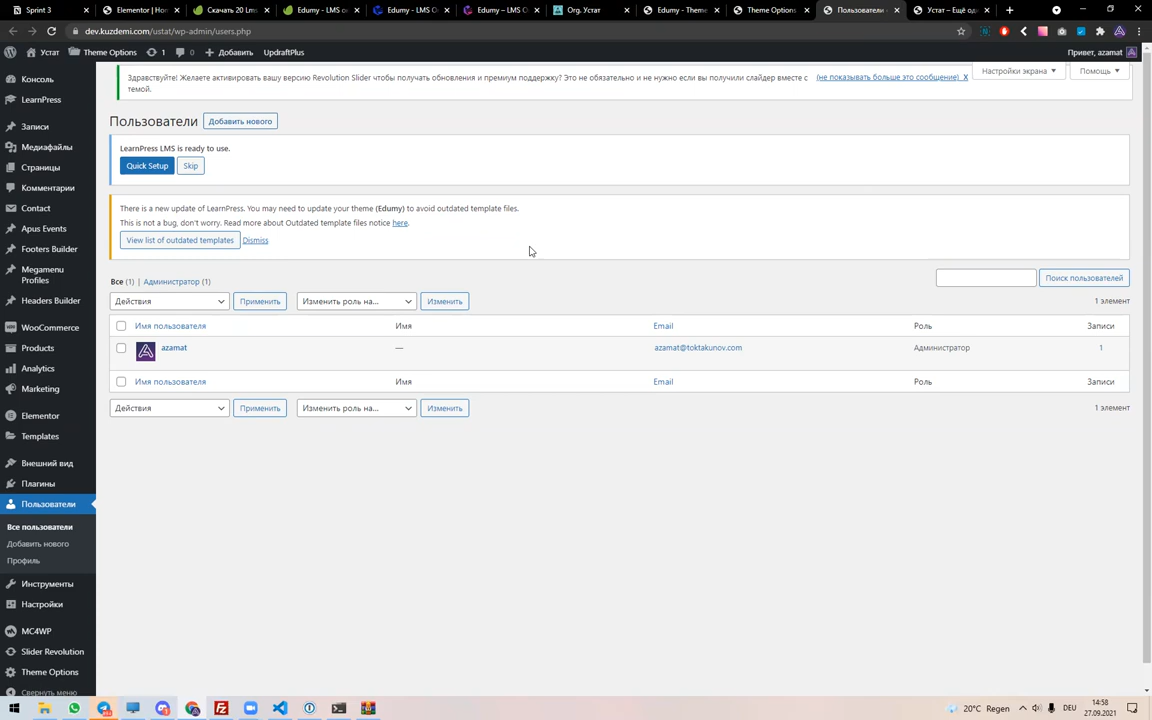 Sprint 3
Elementor | Ho
Скачать 20 Lms
Edumy - LMS о
Edumy - LMS О
Edumy – LMS О
Org. Устат
Edumy - Theme
Theme Options
Пользователи
Устат – Ещё од
dev.kuzdemi.com/ustat/wp-admin/users.php
Устат
Theme Options
1
0
Добавить
UpdraftPlus
Привет, azamat
Консоль
LearnPress
Записи
Медиафайлы
Страницы
Комментарии
Contact
Apus Events
Footers Builder
Megamenu
Profiles
Headers Builder
WooCommerce
Products
Analytics
Marketing
Elementor
Templates
Внешний вид
Плагины
Пользователи
Все пользователи
Добавить нового
Профиль
Инструменты
Настройки
MC4WP
Slider Revolution
Theme Options
Свернуть меню
Здравствуйте! Желаете активировать вашу версию Revolution Slider чтобы получать обновления и премиум поддержку? Это не обязательно и не нужно если вы получили слайдер вместе с
темой.
(не показывать больше это сообщение) X
Настройки экрана
Помощь
Пользователи
Добавить нового
LearnPress LMS is ready to use.
Quick Setup
Skip
There is a new update of LearnPress. You may need to update your theme (Edumy) to avoid outdated template files.
This is not a bug, don't worry. Read more about Outdated template files notice here.
View list of outdated templates
Dismiss
Все (1) | Администратор (1)
Поиск пользователей
Действия
Применить
Изменить роль на...
Изменить
1 элемент
Имя пользователя
Имя
Email
Роль
Записи
azamat
—
azamat@toktakunov.com
Администратор
1
Имя пользователя
Имя
Email
Роль
Записи
Действия
Применить
Изменить роль на...
Изменить
1 элемент
20°C Regen
DEU
14:58
27.09.2021